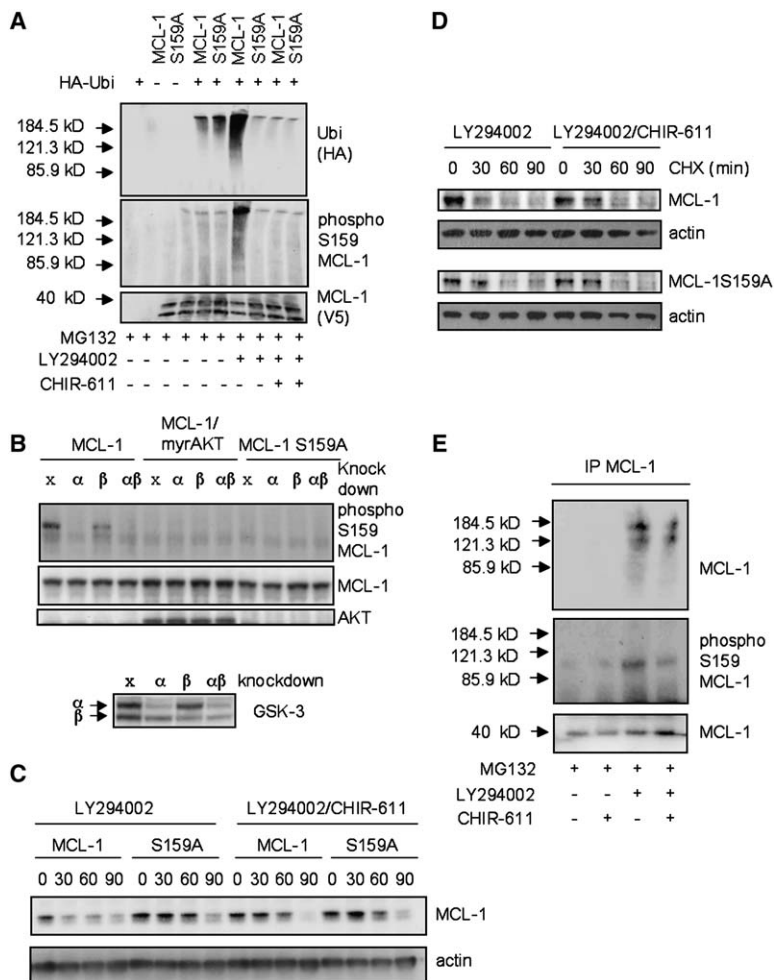 A
MCL-1
S159A
MCL-1
S159A
MCL-1
S159A
MCL-1
S159A
HA-Ubi + - - + + + + + +
184.5 kD
121.3 kD
85.9 kD
Ubi
(HA)
184.5 kD
121.3 kD
85.9 kD
phospho
S159
MCL-1
40 kD
MCL-1
(V5)
MG132 + + + + + + + + +
LY294002 - - - - - + + + +
CHIR-611 - - - - - - - + +
B
MCL-1
MCL-1/
myrAKT
MCL-1 S159A
x α β αβ x α β αβ x α β αβ
Knock
down
phospho
S159
MCL-1
MCL-1
AKT
x α β αβ knockdown
α
β
GSK-3
C
LY294002 LY294002/CHIR-611
MCL-1 S159A MCL-1 S159A
0 30 60 90 0 30 60 90 0 30 60 90 0 30 60 90
MCL-1
actin
D
LY294002 LY294002/CHIR-611
0 30 60 90 0 30 60 90 CHX (min)
MCL-1
actin
MCL-1S159A
actin
E
IP MCL-1
184.5 kD
121.3 kD
85.9 kD
MCL-1
184.5 kD
121.3 kD
85.9 kD
phospho
S159
MCL-1
40 kD
MCL-1
MG132 + + + +
LY294002 - - + +
CHIR-611 - + - +